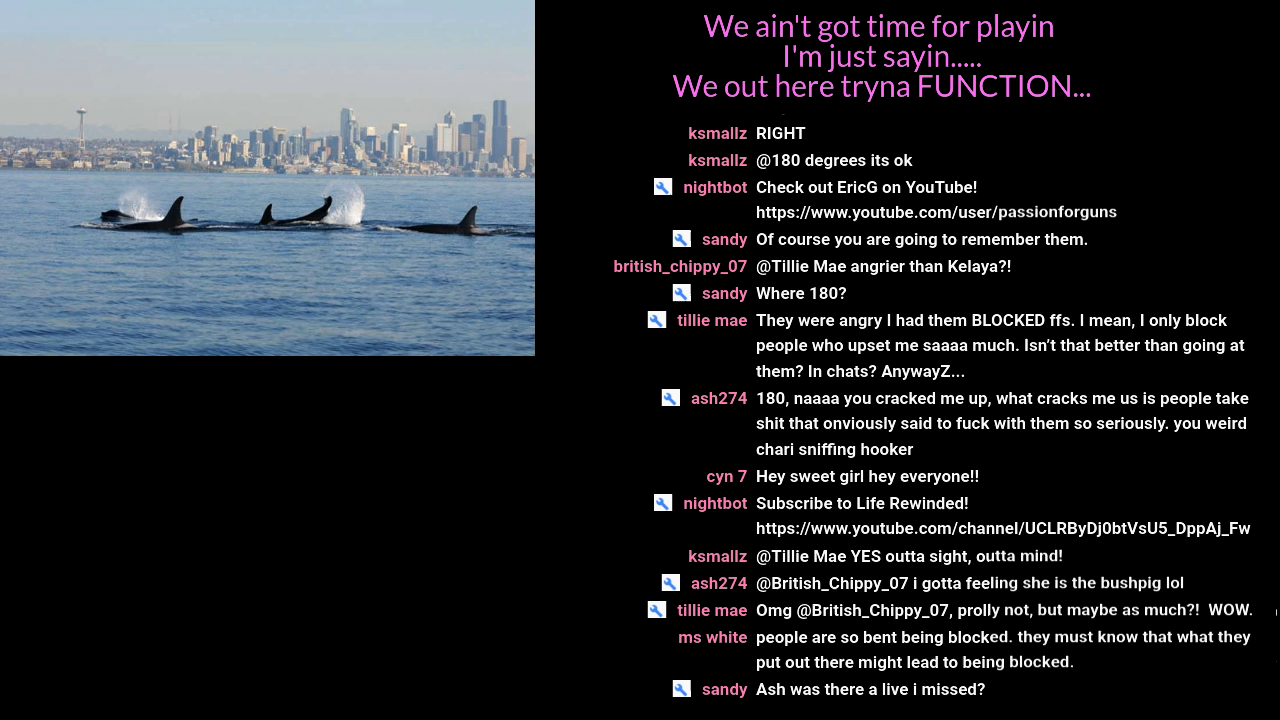 We ain't got time for playin
I'm just sayin.....
We out here tryna FUNCTION...
ksmallz RIGHT
ksmallz @180 degrees its ok
nightbot Check out EricG on YouTube!
https://www.youtube.com/user/passionforguns
sandy Of course you are going to remember them.
british_chippy_07 @Tillie Mae angrier than Kelaya?!
sandy Where 180?
tillie mae They were angry I had them BLOCKED ffs. I mean, I only block
people who upset me saaaa much. Isn’t that better than going at
them? In chats? AnywayZ...
ash274 180, naaaa you cracked me up, what cracks me us is people take
shit that onviously said to fuck with them so seriously. you weird
chari sniffing hooker
cyn 7 Hey sweet girl hey everyone!!
nightbot Subscribe to Life Rewinded!
https://www.youtube.com/channel/UCLRByDj0btVsU5_DppAj_Fw
ksmallz @Tillie Mae YES outta sight, outta mind!
ash274 @British_Chippy_07 i gotta feeling she is the bushpig lol
tillie mae Omg @British_Chippy_07, prolly not, but maybe as much?! WOW.
ms white people are so bent being blocked. they must know that what they
put out there might lead to being blocked.
sandy Ash was there a live i missed?